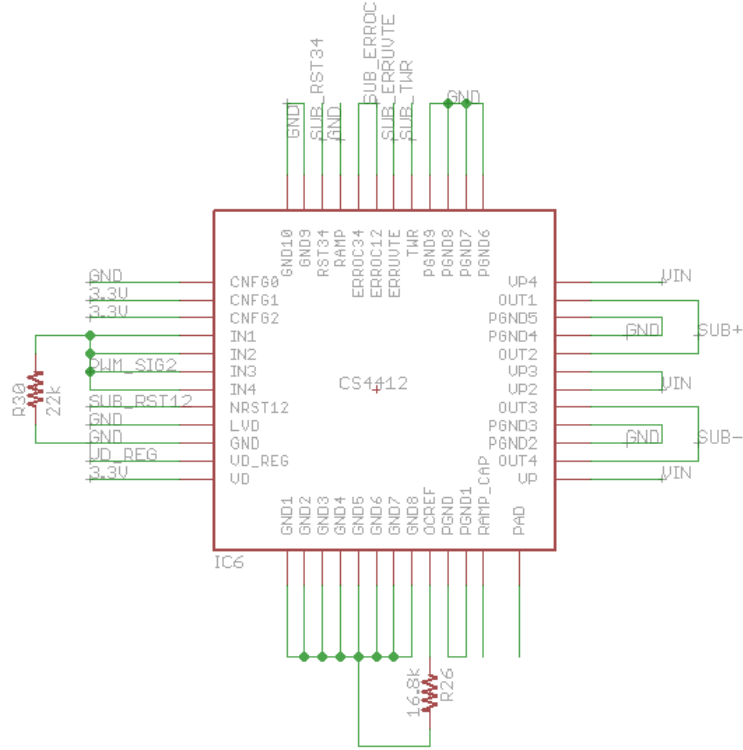 SUB_ERROC
SUB_ERRUVTE
SUB_TWR
SUB_RST34
GND
GND
GND
GND10
GND9
RST34
RAMP
ERROC34
ERROC12
ERRUVTE
TWR
PGND9
PGND8
PGND7
PGND6
GND CNFG0 VP4 VIN
3.3V CNFG1 OUT1
3.3V CNFG2 PGND5
IN1 PGND4 GND SUB+
IN2 OUT2
PWM_SIG2 IN3 VP3
IN4 CS4412 VP2 VIN
R30 22k
SUB_RST12 NRST12 OUT3
GND LVD PGND3
GND GND PGND2 GND SUB-
VD_REG VD_REG OUT4
3.3V VD VP VIN
GND1
GND2
GND3
GND4
GND5
GND6
GND7
GND8
OCREF
PGND
PGND1
RAMP_CAP
PAD
IC6
16.8k
R26